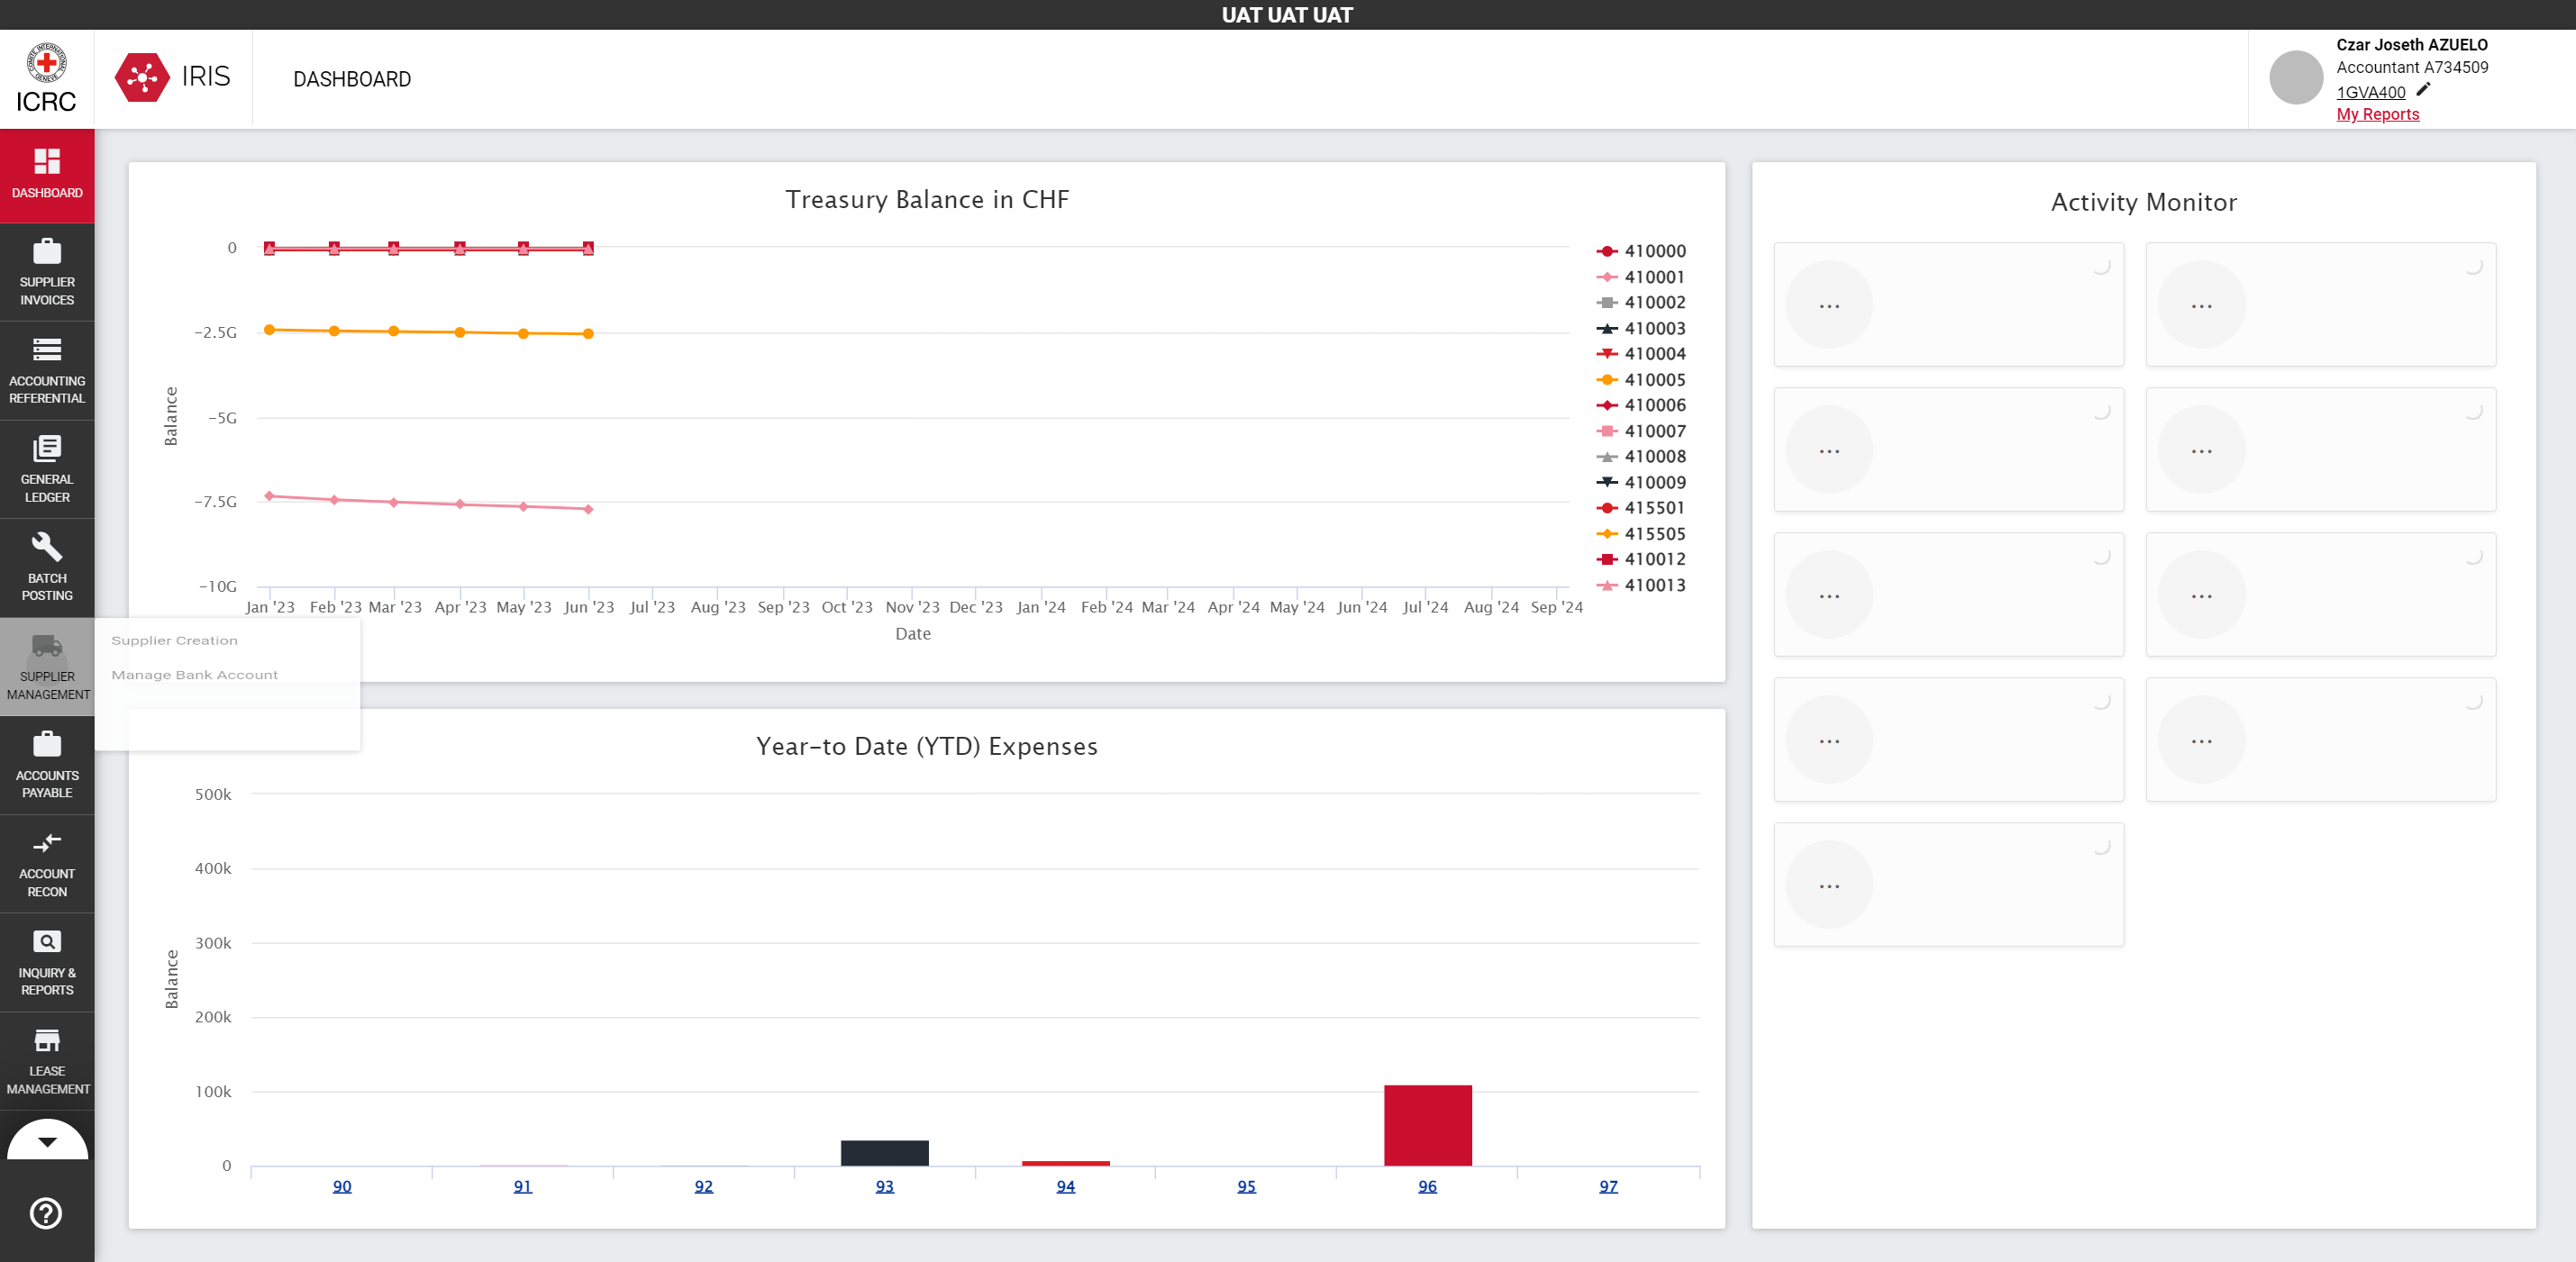 UAT UAT UAT
ICRC
IRIS
DASHBOARD
Czar Joseth AZUELO
Accountant A734509
1GVA400
My Reports
DASHBOARD
SUPPLIER
INVOICES
ACCOUNTING
REFERENTIAL
GENERAL
LEDGER
BATCH
POSTING
SUPPLIER
MANAGEMENT
ACCOUNTS
PAYABLE
ACCOUNT
RECON
INQUIRY &
REPORTS
LEASE
MANAGEMENT
Supplier Creation
Manage Bank Account
Treasury Balance in CHF
Balance
0
−2.5G
−5G
−7.5G
−10G
Jan '23 Feb '23 Mar '23 Apr '23 May '23 Jun '23 Jul '23 Aug '23 Sep '23 Oct '23 Nov '23 Dec '23 Jan '24 Feb '24 Mar '24 Apr '24 May '24 Jun '24 Jul '24 Aug '24 Sep '24
Date
410000
410001
410002
410003
410004
410005
410006
410007
410008
410009
415501
415505
410012
410013
Year-to Date (YTD) Expenses
Balance
500k
400k
300k
200k
100k
0
90 91 92 93 94 95 96 97
Activity Monitor
... ...
... ...
... ...
... ...
...